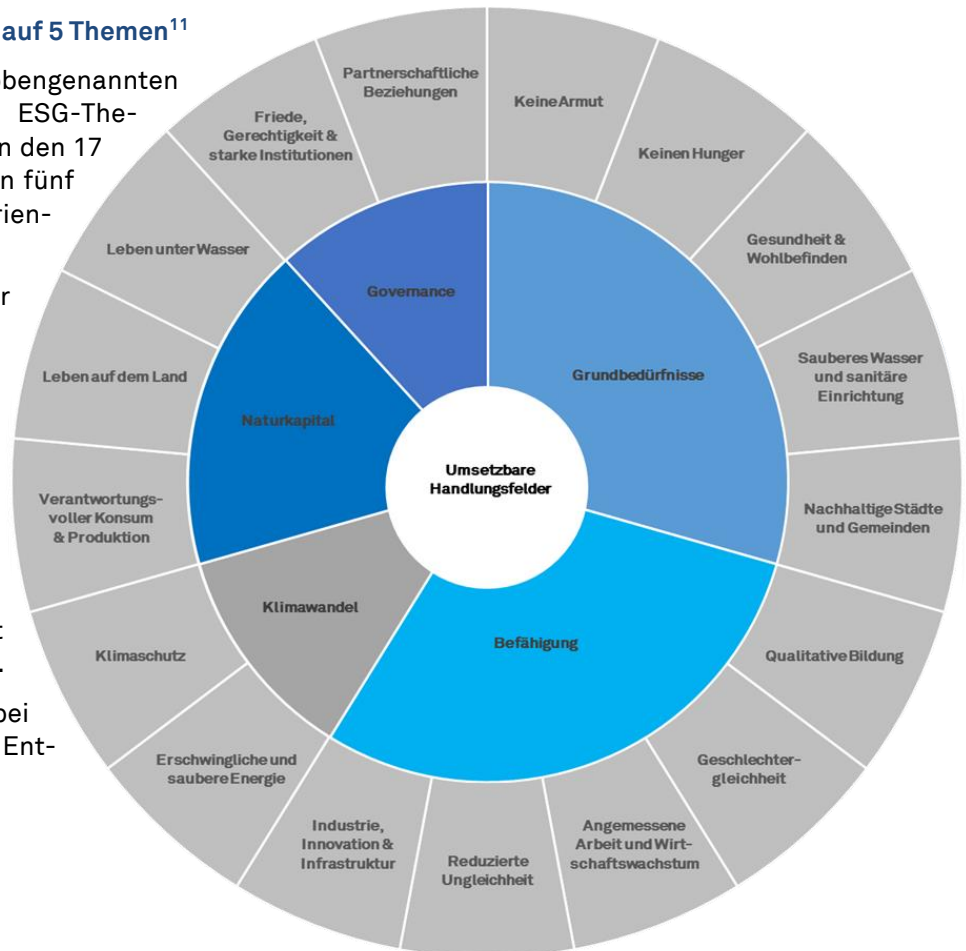 auf 5 Themen¹¹
obengenannten
ESG-The-
n den 17
n fünf
rien-
r
t
.
bei
Ent-
Partnerschaftliche
Beziehungen
Keine Armut
Friede,
Gerechtigkeit &
starke Institutionen
Keinen Hunger
Leben unter Wasser
Gesundheit &
Wohlbefinden
Governance
Leben auf dem Land
Grundbedürfnisse
Sauberes Wasser
und sanitäre
Einrichtung
Naturkapital
Umsetzbare
Handlungsfelder
Verantwortungs-
voller Konsum
& Produktion
Nachhaltige Städte
und Gemeinden
Klimawandel
Befähigung
Klimaschutz
Qualitative Bildung
Erschwingliche und
saubere Energie
Geschlechter-
gleichheit
Industrie,
Innovation &
Infrastruktur
Reduzierte
Ungleichheit
Angemessene
Arbeit und Wirt-
schaftswachstum